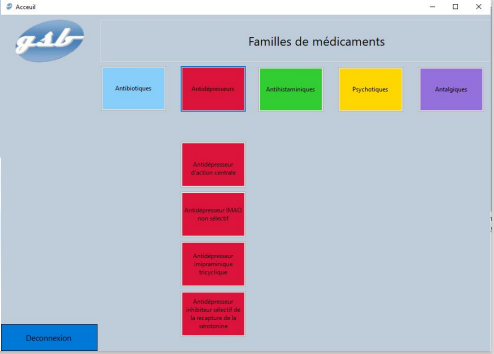 Acceuil
gsb
Familles de médicaments
Antibiotiques
Antidépresseurs
Antihistaminiques
Psychotiques
Antalgiques
Antidépresseur
d'action centrale
Antidépresseur IMAO
non sélectif
Antidépresseur
imipraminique
tricyclique
Antidépresseur
inhibiteur sélectif de
la recapture de la
sérotonine
Deconnexion